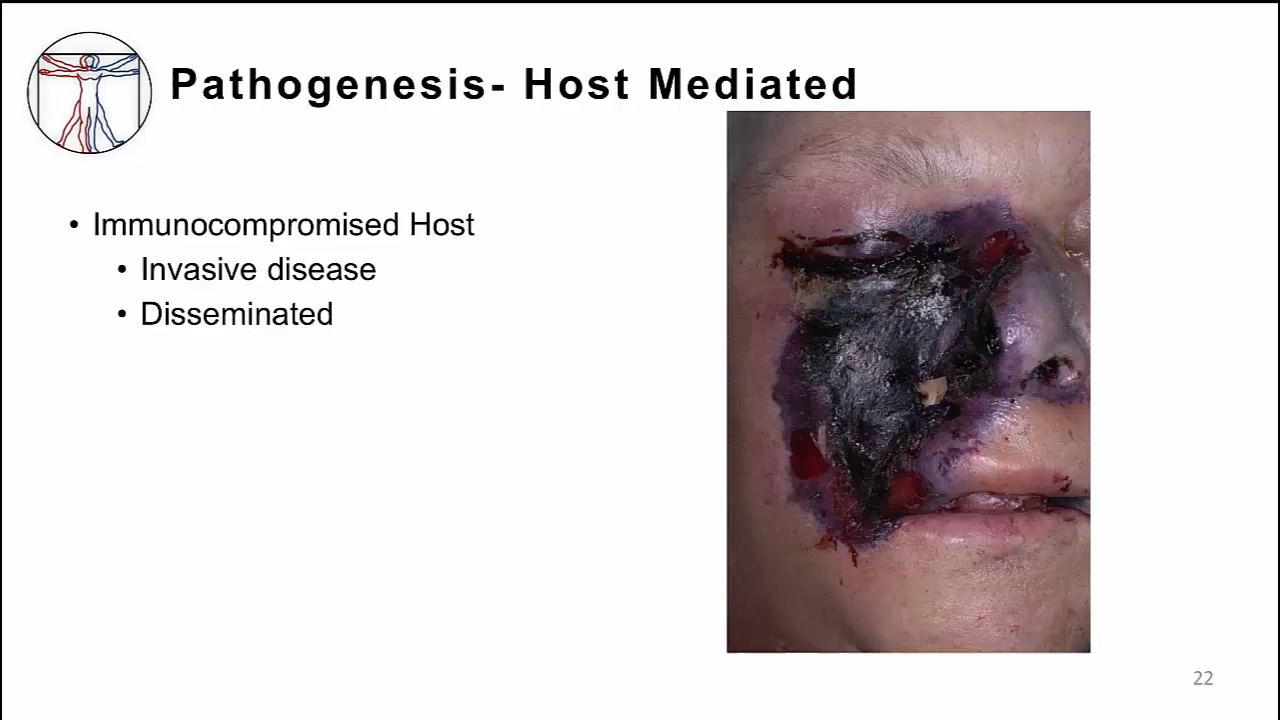 Pathogenesis- Host Mediated
• Immunocompromised Host
• Invasive disease
• Disseminated
22